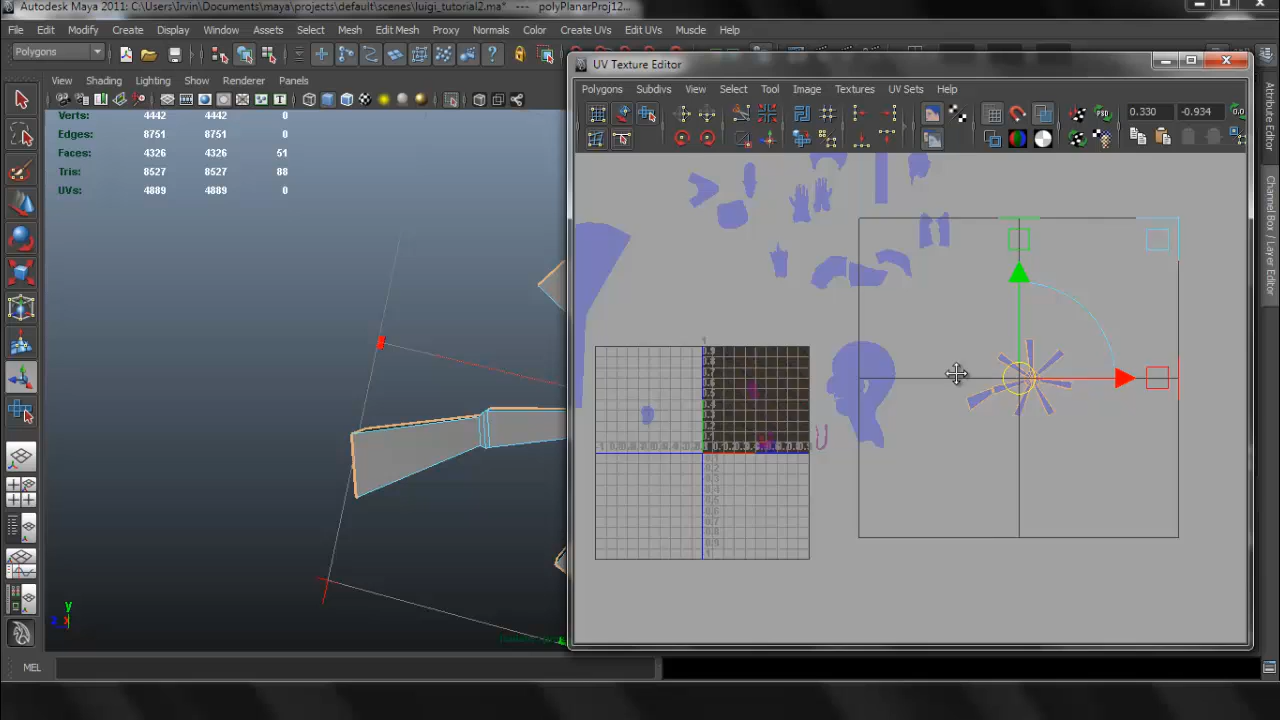 Autodesk Maya 2011: C:\Users\Irvin\Documents\maya\projects\default\scenes\luigi_tutorial2.ma* --- polyPlanarProj12...
File Edit Modify Create Display Window Assets Select Mesh Edit Mesh Proxy Normals Color Create UVs Edit UVs Muscle Help
Polygons
UV Texture Editor
View Shading Lighting Show Renderer Panels
Polygons Subdivs View Select Tool Image Textures UV Sets Help
0.330 -0.934
Verts: 4442 4442 0
Edges: 8751 8751 0
Faces: 4326 4326 51
Tris: 8527 8527 88
UVs: 4889 4889 0
Attribute Editor
Channel Box / Layer Editor
y
x
MEL